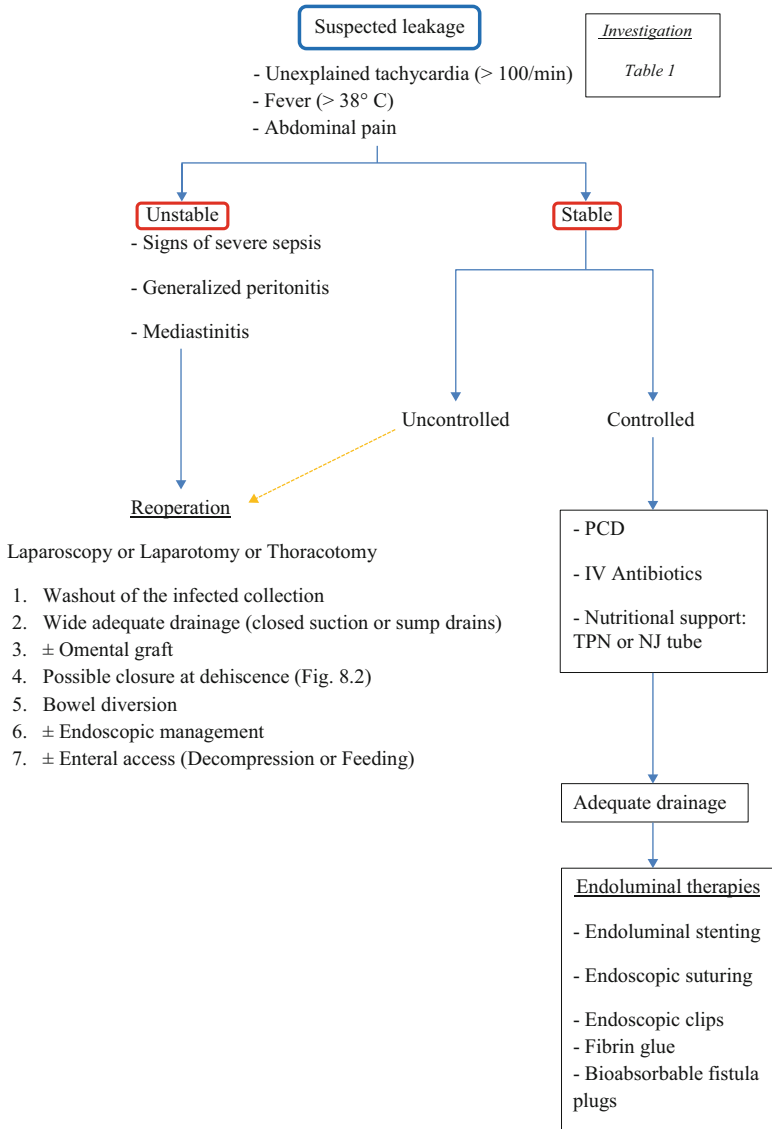 Suspected leakage
Investigation
Table 1
- Unexplained tachycardia (> 100/min)
- Fever (> 38° C)
- Abdominal pain
Unstable
- Signs of severe sepsis
- Generalized peritonitis
- Mediastinitis
Stable
Uncontrolled
Controlled
Reoperation
Laparoscopy or Laparotomy or Thoracotomy
1. Washout of the infected collection
2. Wide adequate drainage (closed suction or sump drains)
3. ± Omental graft
4. Possible closure at dehiscence (Fig. 8.2)
5. Bowel diversion
6. ± Endoscopic management
7. ± Enteral access (Decompression or Feeding)
- PCD
- IV Antibiotics
- Nutritional support:
TPN or NJ tube
Adequate drainage
Endoluminal therapies
- Endoluminal stenting
- Endoscopic suturing
- Endoscopic clips
- Fibrin glue
- Bioabsorbable fistula
plugs